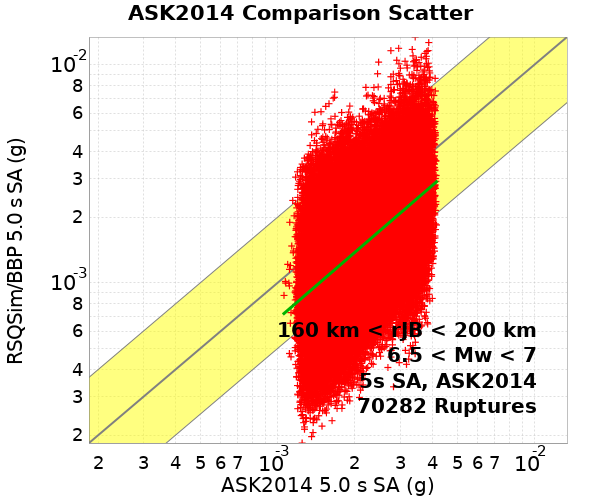 ASK2014 Comparison Scatter
RSQSim/BBP 5.0 s SA (g)
10-2
8
6
4
3
2
10-3
8
6
4
3
2
160 km < rJB < 200 km
6.5 < Mw < 7
5s SA, ASK2014
70282 Ruptures
2 3 4 5 6 7 10-3 2 3 4 5 6 7 10-2
ASK2014 5.0 s SA (g)